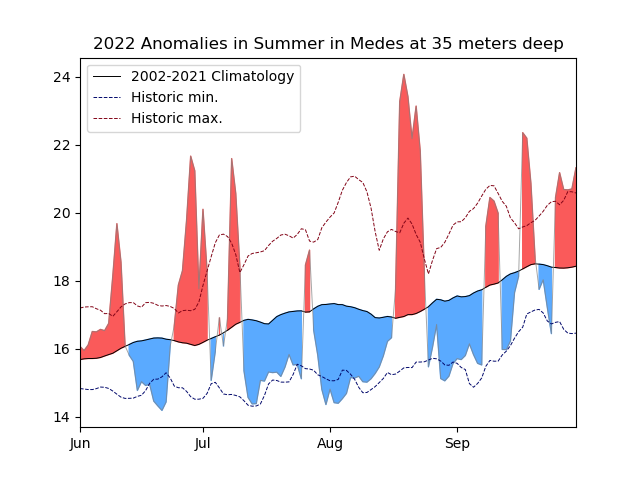 2022 Anomalies in Summer in Medes at 35 meters deep
2002-2021 Climatology
Historic min.
Historic max.
24
22
20
18
16
14
Jun
Jul
Aug
Sep